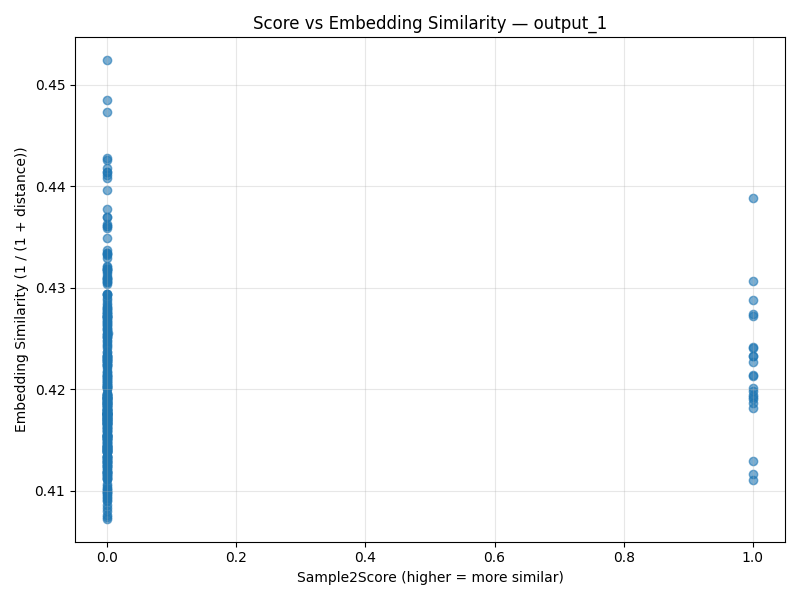 Score vs Embedding Similarity — output_1
Embedding Similarity (1 / (1 + distance))
0.45
0.44
0.43
0.42
0.41
0.0 0.2 0.4 0.6 0.8 1.0
Sample2Score (higher = more similar)